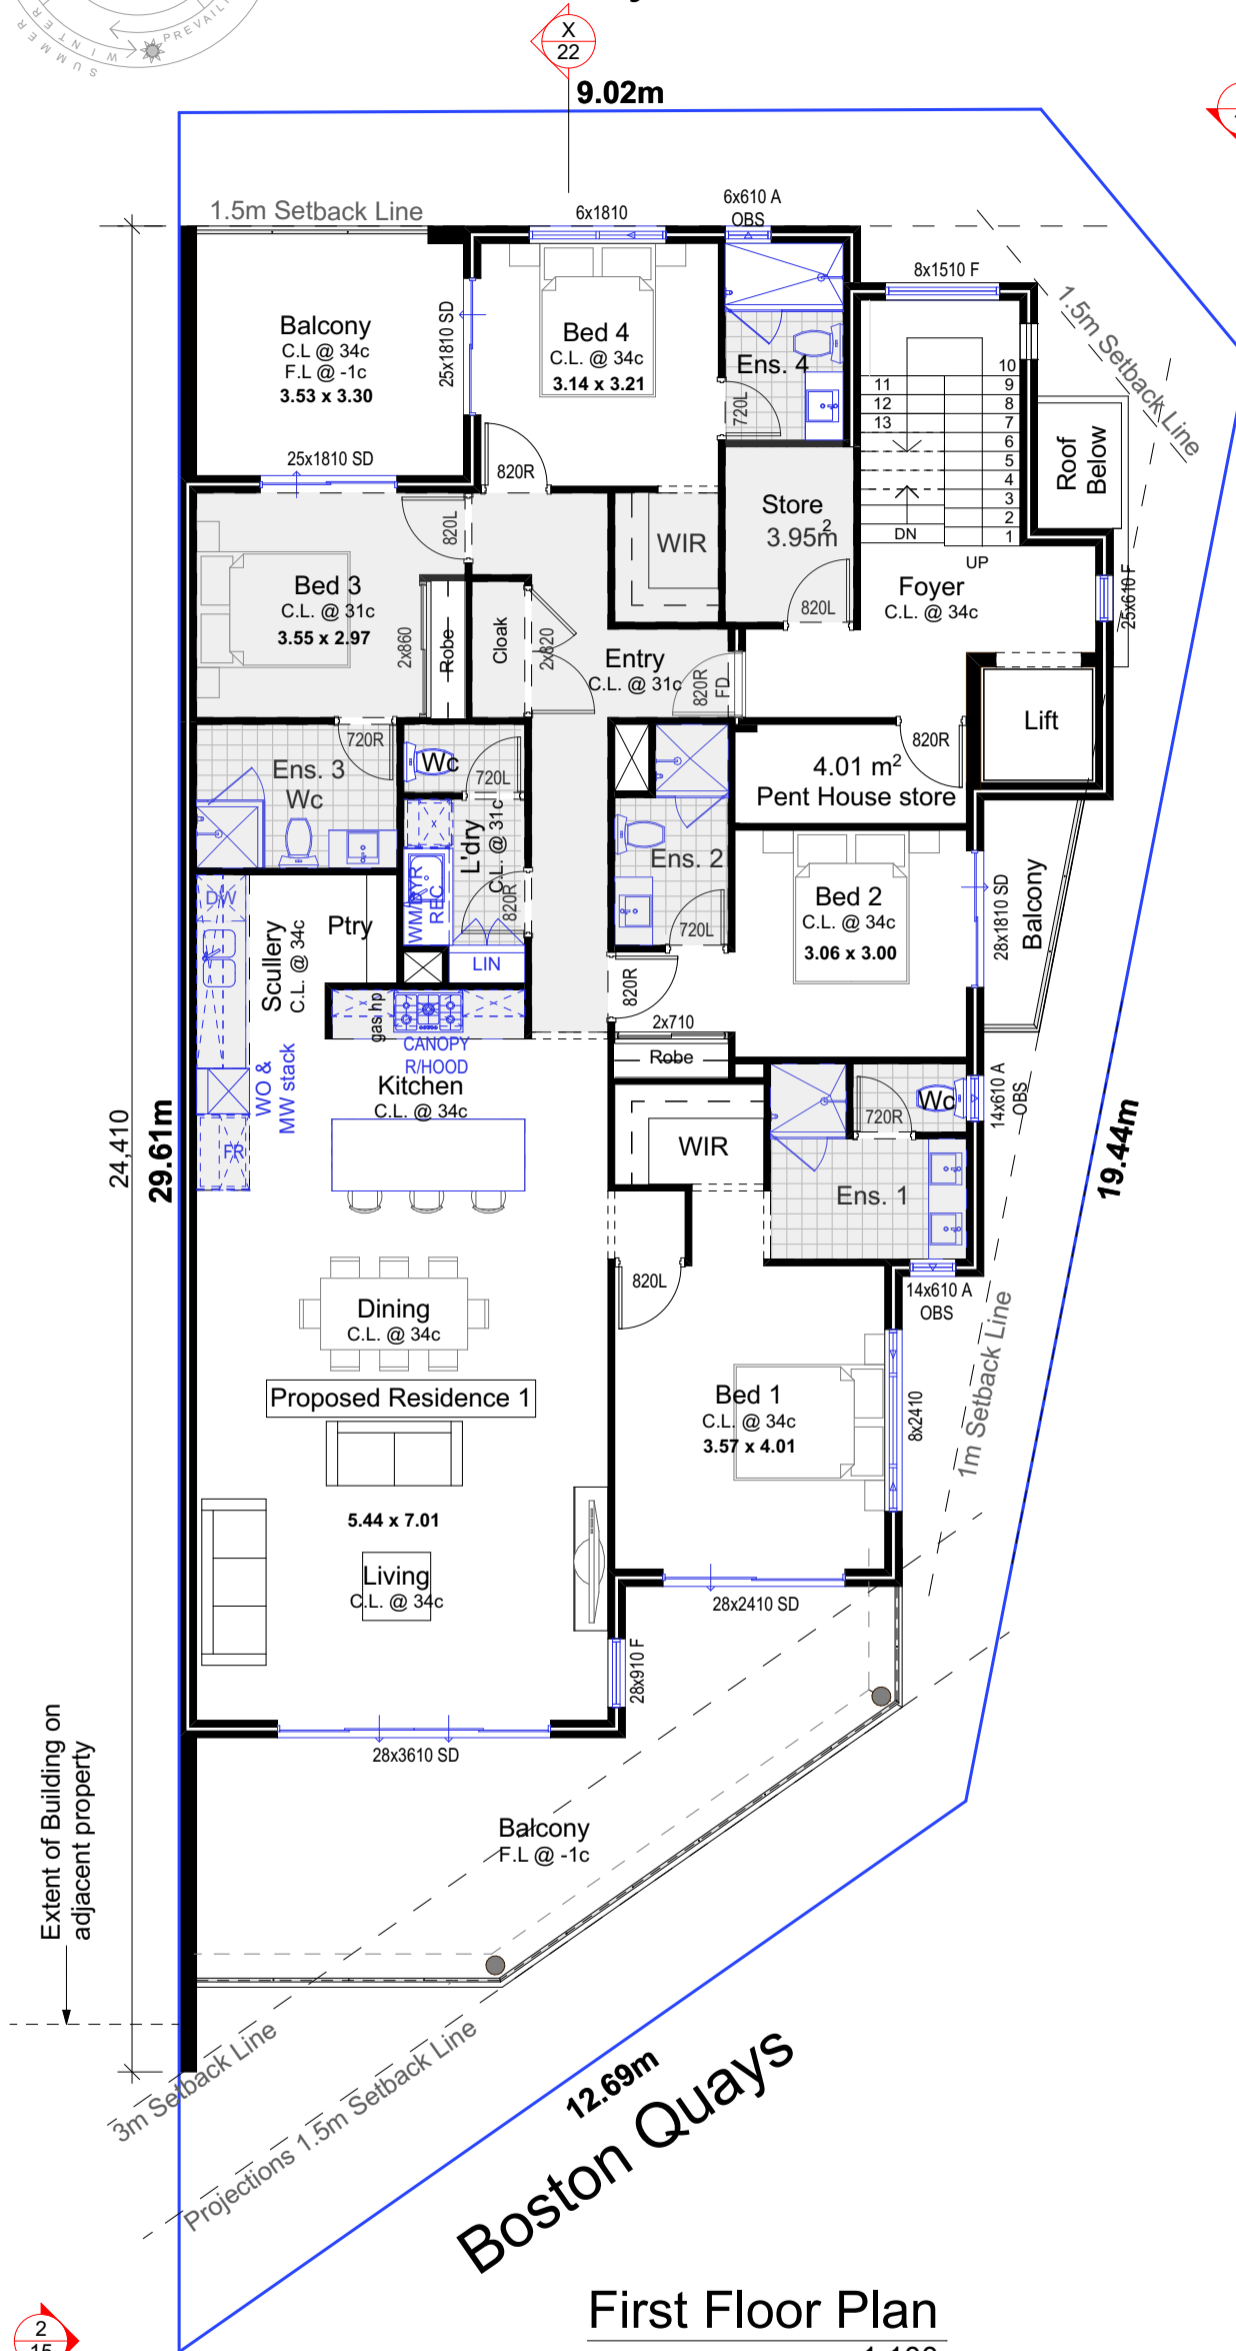 SUMMER
WINTER
PREVAILI
X
22
9.02m
1.5m Setback Line
6x1810
6x610 A
OBS
8x1510 F
1.5m Setback Line
Balcony
C.L @ 34c
F.L @ -1c
3.53 x 3.30
25x1810 SD
Bed 4
C.L. @ 34c
3.14 x 3.21
Ens. 4
720L
10
11
9
12
8
13
7
6
5
4
3
2
1
DN
UP
Roof
Below
25x1810 SD
820R
820L
WIR
Store
3.95m2
820L
Foyer
C.L. @ 34c
25x610 F
Bed 3
C.L. @ 31c
3.55 x 2.97
2x860
Robe
Cloak
2x820
Entry
C.L. @ 31c
820R
FD
Lift
720R
Ens. 3
Wc
Wc
720L
820R
4.01 m2
Pent House store
L'dry
C.L. @ 31c
WM/DYR
REC
820R
LIN
Ens. 2
720L
Bed 2
C.L. @ 34c
3.06 x 3.00
28x1810 SD
Balcony
DW
Scullery
C.L. @ 34c
Ptry
820R
2x710
Robe
gas hp
CANOPY
R/HOOD
WO &
MW stack
Kitchen
C.L. @ 34c
FR
WIR
720R
Wc
14x610 A
OBS
Ens. 1
24,410
29.61m
19.44m
820L
14x610 A
OBS
Dining
C.L. @ 34c
Proposed Residence 1
Bed 1
C.L. @ 34c
3.57 x 4.01
8x2410
1m Setback Line
5.44 x 7.01
Living
C.L. @ 34c
28x2410 SD
28x910 F
28x3610 SD
Extent of Building on
adjacent property
Balcony
F.L @ -1c
3m Setback Line
Projections 1.5m Setback Line
12.69m
Boston Quays
First Floor Plan
2
15